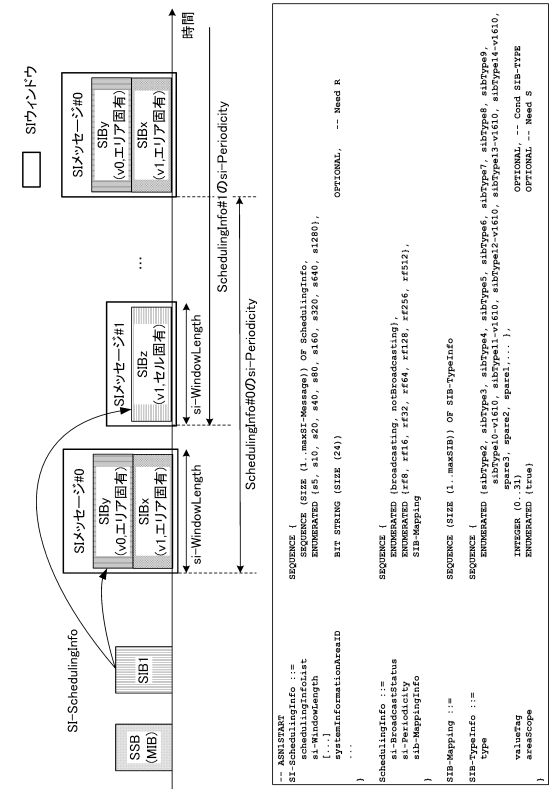 SIウィンドウ
時間
SSB
(MIB)
SIB1
SI-SchedulingInfo
SIメッセージ#0
SIBy
(v0,エリア固有)
SIBx
(v1,エリア固有)
si-WindowLength
SIメッセージ#1
SIBz
(v1,セル固有)
si-WindowLength
…
SIメッセージ#0
SIBy
(v0,エリア固有)
SIBx
(v1,エリア固有)
SchedulingInfo#1のsi-Periodicity
SchedulingInfo#0のsi-Periodicity
-- ASN1START
SI-SchedulingInfo ::= SEQUENCE {
schedulingInfoList SEQUENCE (SIZE (1..maxSI-Message)) OF SchedulingInfo,
si-WindowLength ENUMERATED {s5, s10, s20, s40, s80, s160, s320, s640, s1280},
[...]
systemInformationAreaID BIT STRING (SIZE (24)) OPTIONAL, -- Need R
...
}
SchedulingInfo ::= SEQUENCE {
si-BroadcastStatus ENUMERATED {broadcasting, notBroadcasting},
si-Periodicity ENUMERATED {rf8, rf16, rf32, rf64, rf128, rf256, rf512},
sib-MappingInfo SIB-Mapping
}
SIB-Mapping ::= SEQUENCE (SIZE (1..maxSIB)) OF SIB-TypeInfo
SIB-TypeInfo ::= SEQUENCE {
type ENUMERATED {sibType2, sibType3, sibType4, sibType5, sibType6, sibType7, sibType8, sibType9,
sibType10-v1610, sibType11-v1610, sibType12-v1610, sibType13-v1610, sibType14-v1610,
spare3, spare2, spare1,... },
valueTag INTEGER (0..31) OPTIONAL, -- Cond SIB-TYPE
areaScope ENUMERATED {true} OPTIONAL -- Need S
}